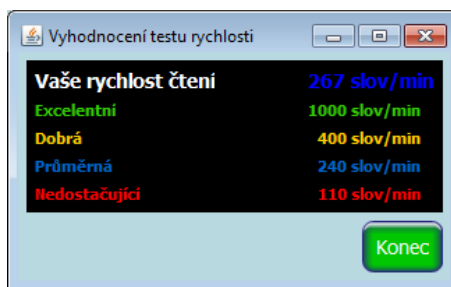 Vyhodnocení testu rychlosti
Vaše rychlost čtení 267 slov/min
Excelentní 1000 slov/min
Dobrá 400 slov/min
Průměrná 240 slov/min
Nedostačující 110 slov/min
Konec